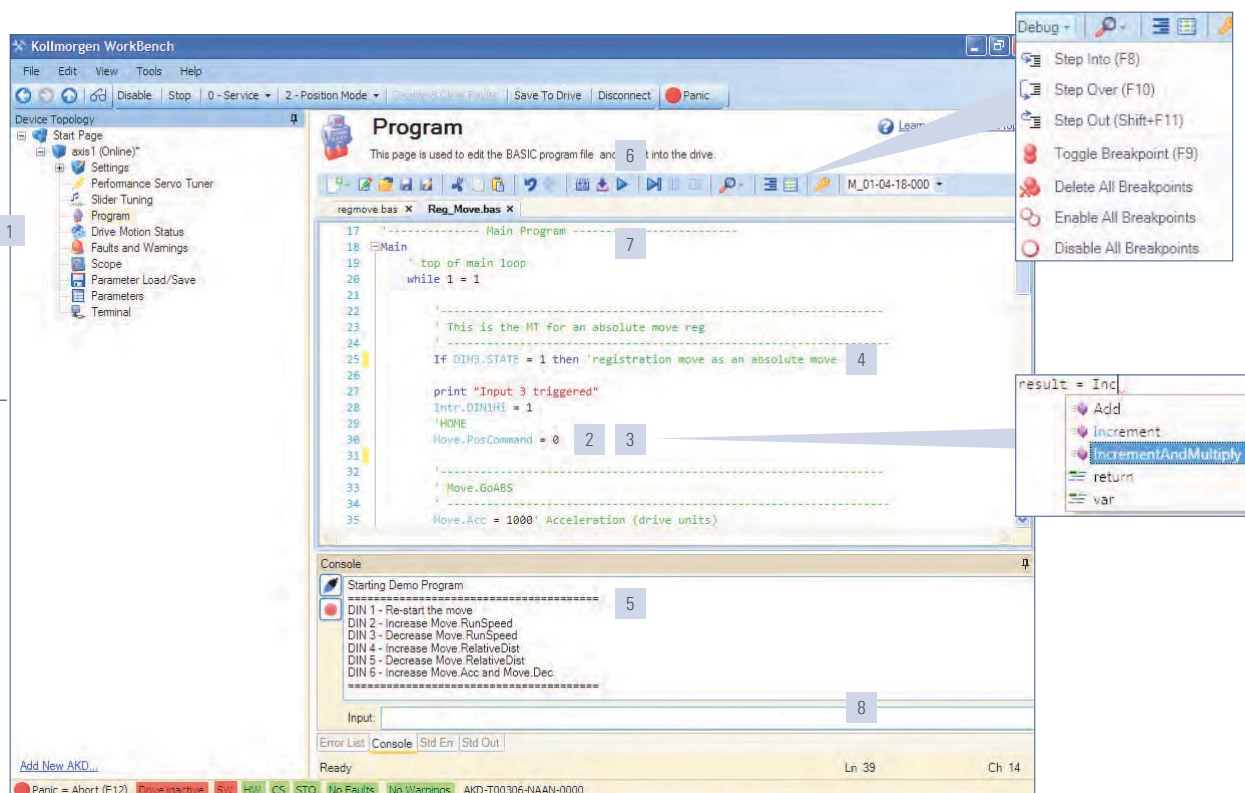 Kollmorgen WorkBench
File Edit View Tools Help
Disable Stop 0 - Service 2 - Position Mode Save To Drive Disconnect Panic
Device Topology
Start Page
axis1 (Online)*
Settings
Perfomance Servo Tuner
Slider Tuning
Program
Drive Motion Status
Faults and Warnings
Scope
Parameter Load/Save
Parameters
Terminal
Add New AKD...
1
Program
Learn
This page is used to edit the BASIC program file and into the drive.
6
M_01-04-18-000
regmove.bas × Reg_Move.bas ×
17 '------------- Main Program ------------------------
7
18 Main
19 ' top of main loop
20 while 1 = 1
21
22 '-----------------------------------------------------------------
23 ' This is the MT for an absolute move reg
24 ' -----------------------------------------------------------------
25 If DIN3.STATE = 1 then 'registration move as an absolute move
4
26
27 print "Input 3 triggered"
28 Intr.DIN1Hi = 1
29 'HOME
30 Move.PosCommand = 0
2 3
31
32 '-----------------------------------------------------------------
33 ' Move.GoABS
34 ' -----------------------------------------------------------------
35 Move.Acc = 1000' Acceleration (drive units)
Console
Starting Demo Program
=======================================
5
DIN 1 - Re-start the move
DIN 2 - Increase Move.RunSpeed
DIN 3 - Decrease Move.RunSpeed
DIN 4 - Increase Move.RelativeDist
DIN 5 - Decrease Move.RelativeDist
DIN 6 - Increase Move.Acc and Move.Dec
=======================================
Input:
8
Error List Console Std Err Std Out
Ready Ln 39 Ch 14
Panic = Abort (F12) Drive inactive SW HW CS STO No Faults No Warnings AKD-T00306-NAAN-0000
Debug
Step Into (F8)
Step Over (F10)
Step Out (Shift+F11)
Toggle Breakpoint (F9)
Delete All Breakpoints
Enable All Breakpoints
Disable All Breakpoints
result = Inc
Add
Increment
IncrementAndMultiply
return
var